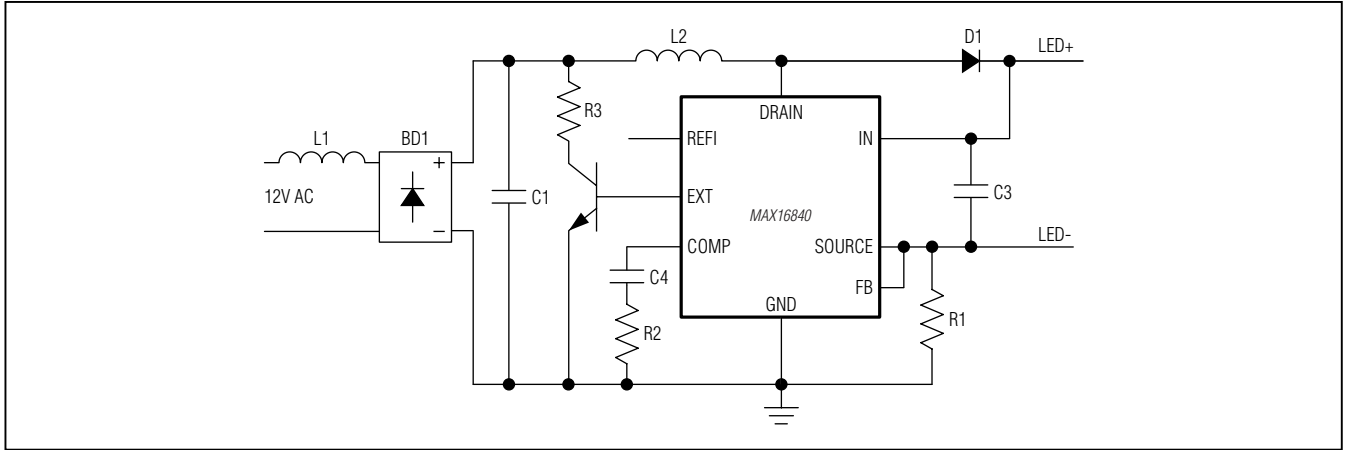 L2
D1
LED+
R3
DRAIN
REFI
IN
L1
BD1
+
12V AC
C1
EXT
MAX16840
C3
−
COMP
SOURCE
LED-
C4
FB
GND
R2
R1